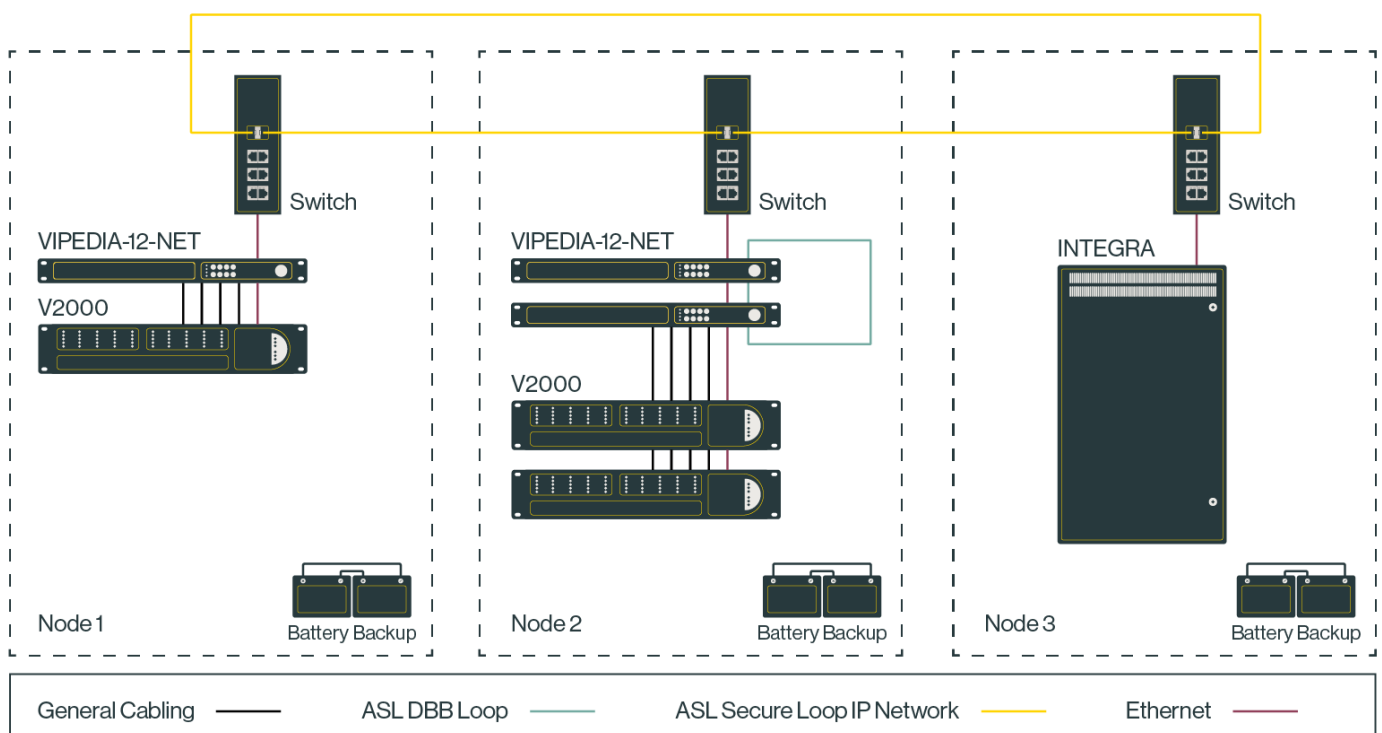 Switch
Switch
Switch
VIPEDIA-12-NET
VIPEDIA-12-NET
INTEGRA
V2000
V2000
Node 1
Battery Backup
Node 2
Battery Backup
Node 3
Battery Backup
General Cabling
ASL DBB Loop
ASL Secure Loop IP Network
Ethernet